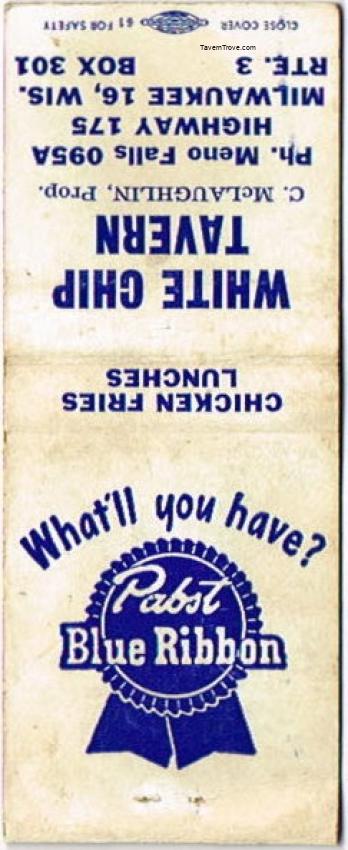 CLOSE COVER 61 FOR SAFETY
TavernTrove.com
RTE. 3 BOX 301
MILWAUKEE 16, WIS.
HIGHWAY 175
Ph. Meno Falls 095A
C. McLAUGHLIN, Prop.
WHITE CHIP
TAVERN
CHICKEN FRIES
LUNCHES
What'll you have?
Pabst
Blue Ribbon